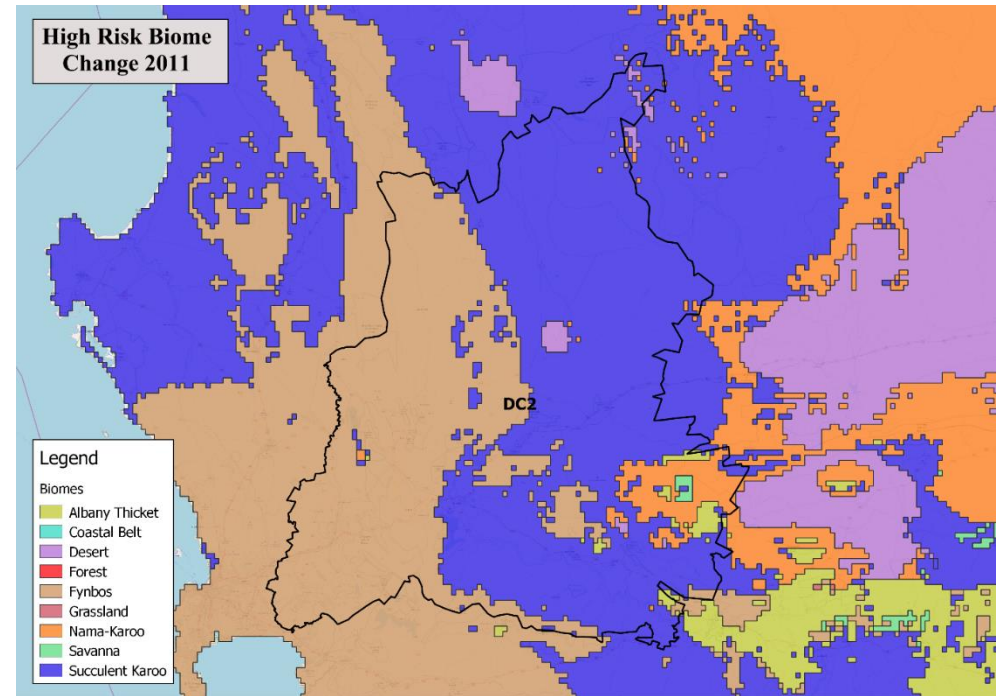 High Risk Biome
Change 2011
DC2
Legend
Biomes
Albany Thicket
Coastal Belt
Desert
Forest
Fynbos
Grassland
Nama-Karoo
Savanna
Succulent Karoo